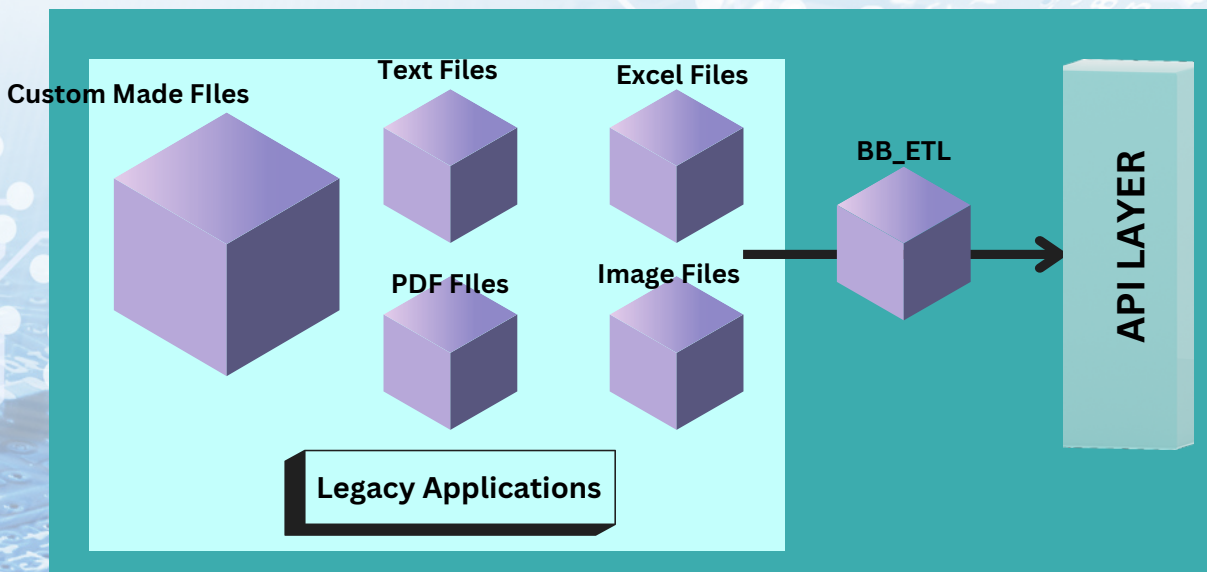 Custom Made FIles
Text Files
Excel Files
PDF FIles
Image Files
Legacy Applications
BB_ETL
API LAYER